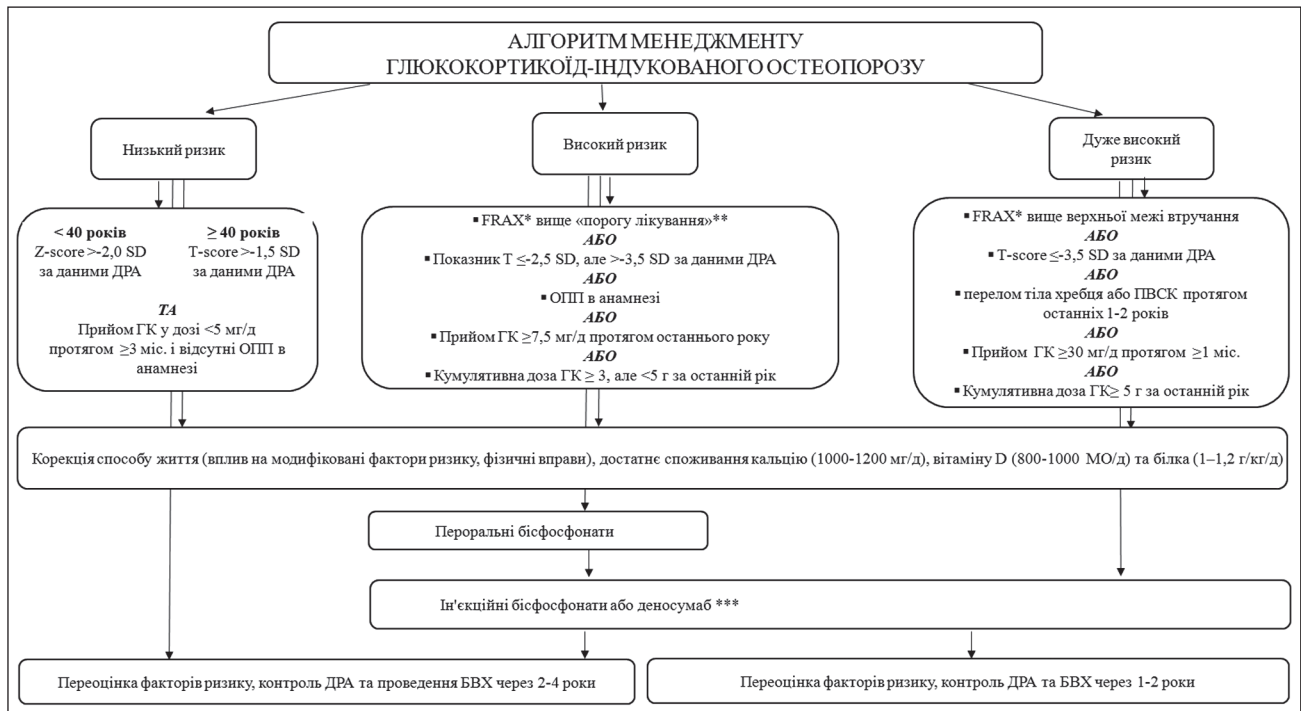 АЛГОРИТМ МЕНЕДЖМЕНТУ
ГЛЮКОКОРТИКОЇД-ІНДУКОВАНОГО ОСТЕОПОРОЗУ
Низький ризик
Високий ризик
Дуже високий
ризик
< 40 років
Z-score >-2,0 SD
за даними ДРА
≥ 40 років
T-score >-1,5 SD
за даними ДРА
ТА
Прийом ГК у дозі <5 мг/д
протягом ≥3 міс. і відсутні ОПП в
анамнезі
▪ FRAX* вище «порогу лікування»**
АБО
▪ Показник Т ≤-2,5 SD, але >-3,5 SD за даними ДРА
АБО
▪ ОПП в анамнезі
АБО
▪ Прийом ГК ≥7,5 мг/д протягом останнього року
АБО
▪ Кумулятивна доза ГК ≥ 3, але <5 г за останній рік
▪ FRAX* вище верхньої межі втручання
АБО
▪ T-score ≤-3,5 SD за даними ДРА
АБО
▪ перелом тіла хребця або ПВСК протягом
останніх 1-2 років
АБО
▪ Прийом ГК ≥30 мг/д протягом ≥1 міс.
АБО
▪ Кумулятивна доза ГК≥ 5 г за останній рік
Корекція способу життя (вплив на модифіковані фактори ризику, фізичні вправи), достатнє споживання кальцію (1000-1200 мг/д), вітаміну D (800-1000 МО/д) та білка (1–1,2 г/кг/д)
Пероральні бісфосфонати
Ін'єкційні бісфосфонати або деносумаб ***
Переоцінка факторів ризику, контроль ДРА та проведення БВХ через 2-4 роки
Переоцінка факторів ризику, контроль ДРА та БВХ через 1-2 роки